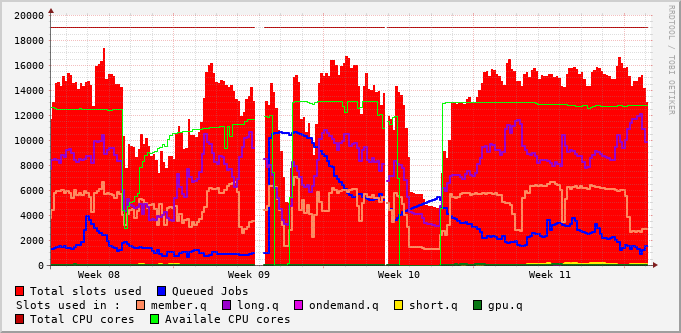 20000
18000
16000
14000
12000
10000
8000
6000
4000
2000
0
Week 08 Week 09 Week 10 Week 11
RRDTOOL / TOBI OETIKER
Total slots used Queued Jobs
Slots used in : member.q long.q ondemand.q short.q gpu.q
Total CPU cores Availale CPU cores